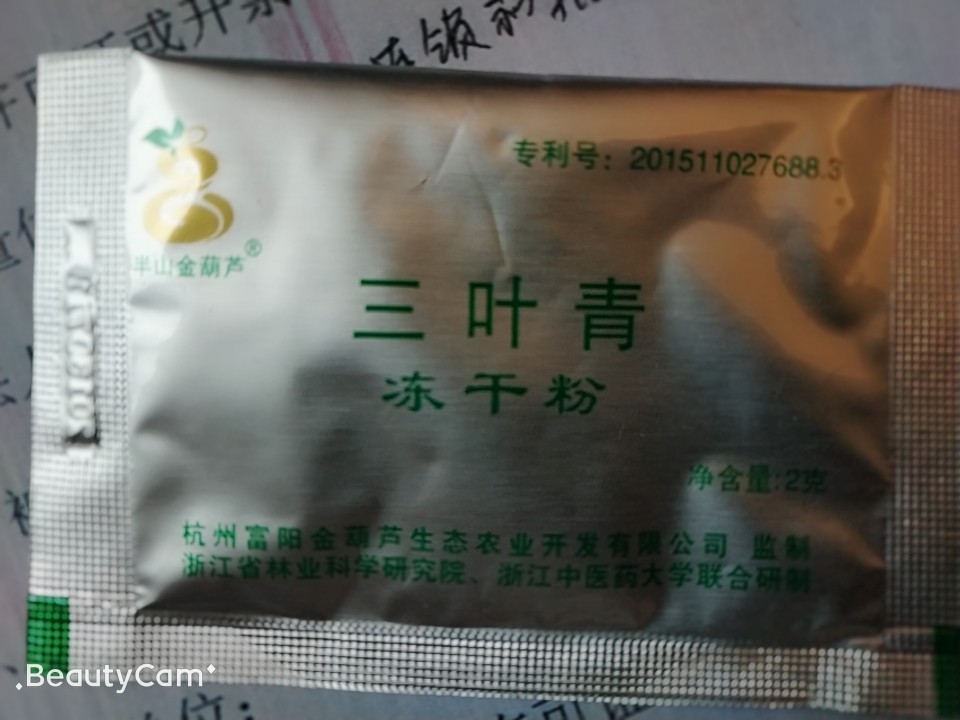 专利号：201511027688.3
半山金葫芦®
三叶青
冻干粉
净含量:2克
杭州富阳金葫芦生态农业开发有限公司 监制
浙江省林业科学研究院、浙江中医药大学联合研制
BeautyCam